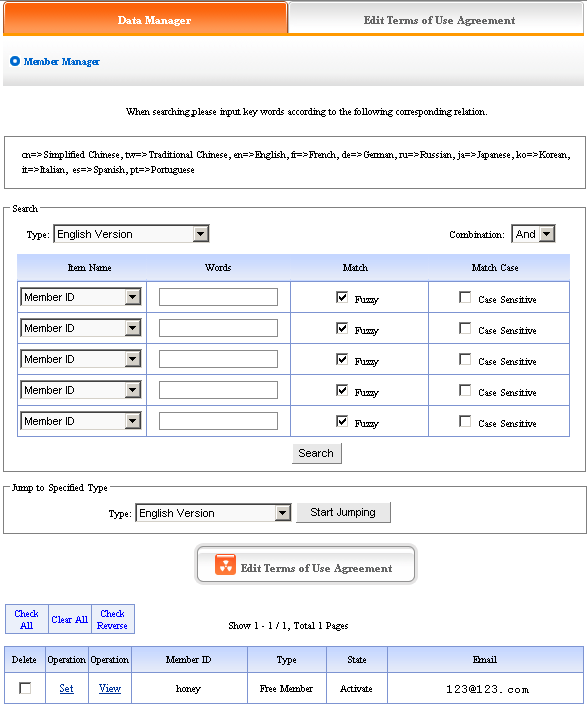 Data Manager
Edit Terms of Use Agreement
Member Manager
When searching,please input key words according to the following corresponding relation.
cn=>Simplified Chinese, tw=>Traditional Chinese, en=>English, fr=>French, de=>German, ru=>Russian, ja=>Japanese, ko=>Korean,
it=>Italian, es=>Spanish, pt=>Portuguese
Search
Type: English Version Combination: And
Item Name Words Match Match Case
Member ID Fuzzy Case Sensitive
Member ID Fuzzy Case Sensitive
Member ID Fuzzy Case Sensitive
Member ID Fuzzy Case Sensitive
Member ID Fuzzy Case Sensitive
Search
Jump to Specified Type
Type: English Version Start Jumping
Edit Terms of Use Agreement
Check All Clear All Check Reverse
Show 1 - 1 / 1, Total 1 Pages
Delete Operation Operation Member ID Type State Email
Set View honey Free Member Activate 123@123.com